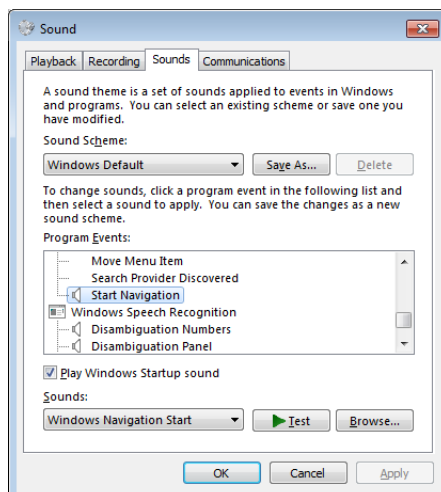 Sound
Playback Recording Sounds Communications
A sound theme is a set of sounds applied to events in Windows
and programs. You can select an existing scheme or save one you
have modified.
Sound Scheme:
Windows Default Save As... Delete
To change sounds, click a program event in the following list and
then select a sound to apply. You can save the changes as a new
sound scheme.
Program Events:
Move Menu Item
Search Provider Discovered
Start Navigation
Windows Speech Recognition
Disambiguation Numbers
Disambiguation Panel
Play Windows Startup sound
Sounds:
Windows Navigation Start Test Browse...
OK Cancel Apply